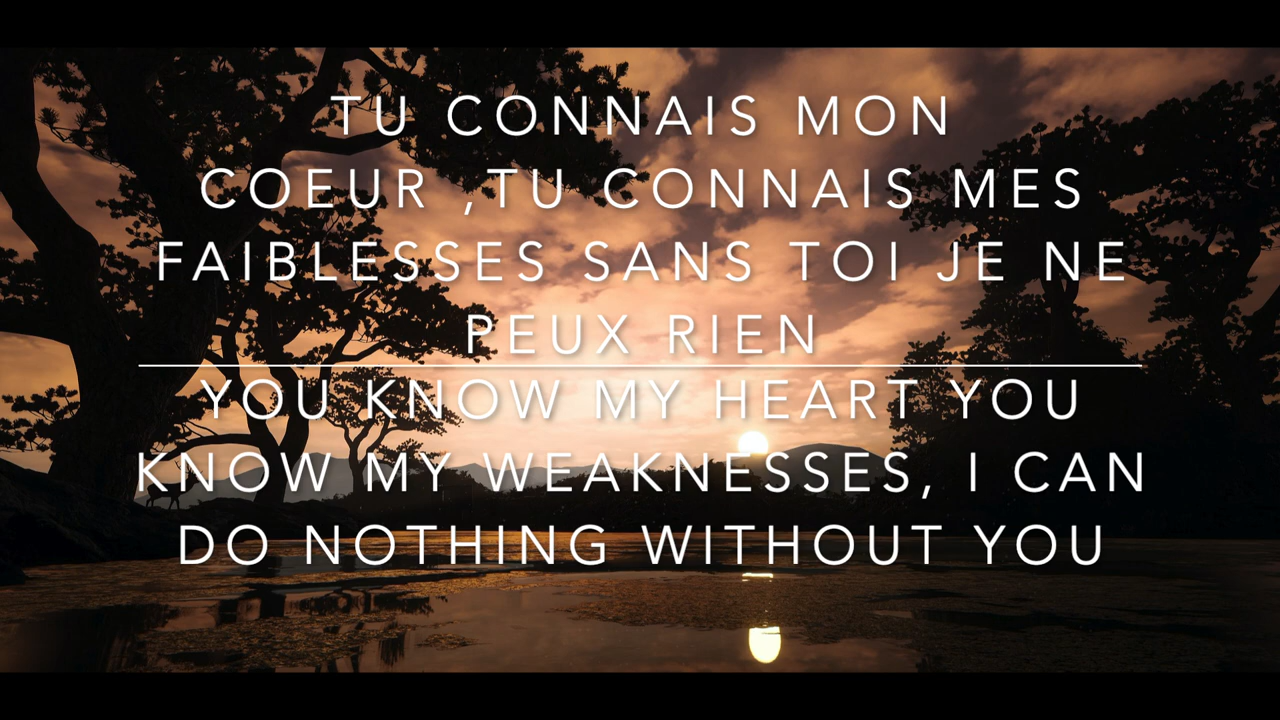 TU CONNAIS MON
COEUR ,TU CONNAIS MES
FAIBLESSES SANS TOI JE NE
PEUX RIEN
YOU KNOW MY HEART YOU
KNOW MY WEAKNESSES, I CAN
DO NOTHING WITHOUT YOU